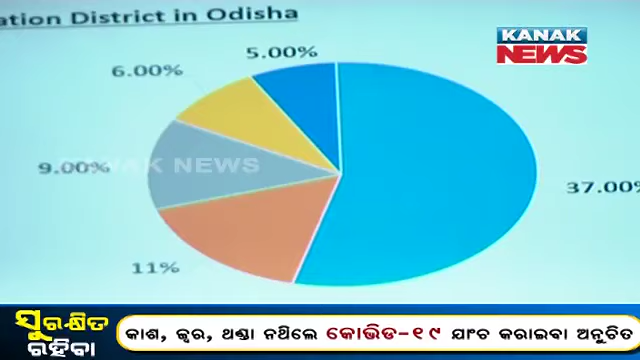 ation District in Odisha
KANAK
NEWS
5.00%
6.00%
9.00%
KANAK NEWS
37.00%
11%
ସୁରକ୍ଷିତ
ରହିବା
କାଶ, ଜ୍ୱର, ଥଣ୍ଡା ନଥିଲେ କୋଭିଡ-୧୯ ଯାଂଚ କରାଇବା ଅନୁଚିତ